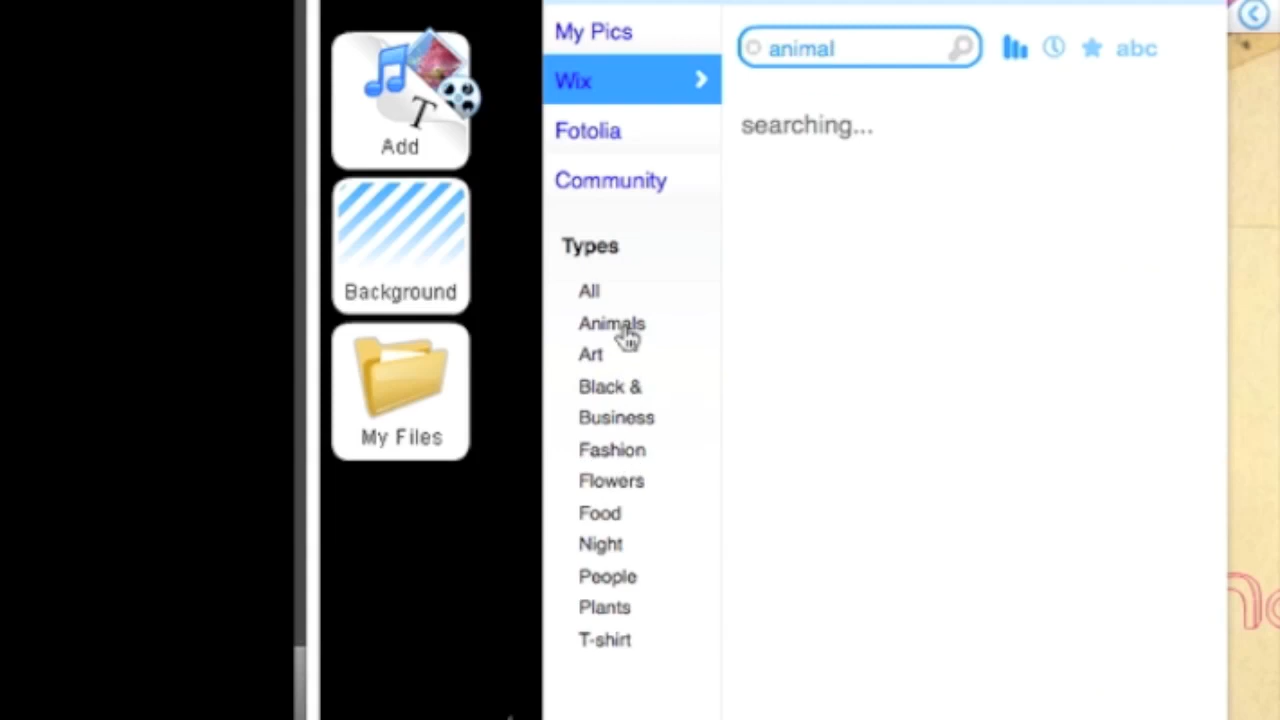 Add
Background
My Files
My Pics
Wix
Fotolia
Community
Types
All
Animals
Art
Black &
Business
Fashion
Flowers
Food
Night
People
Plants
T-shirt
animal
abc
searching...